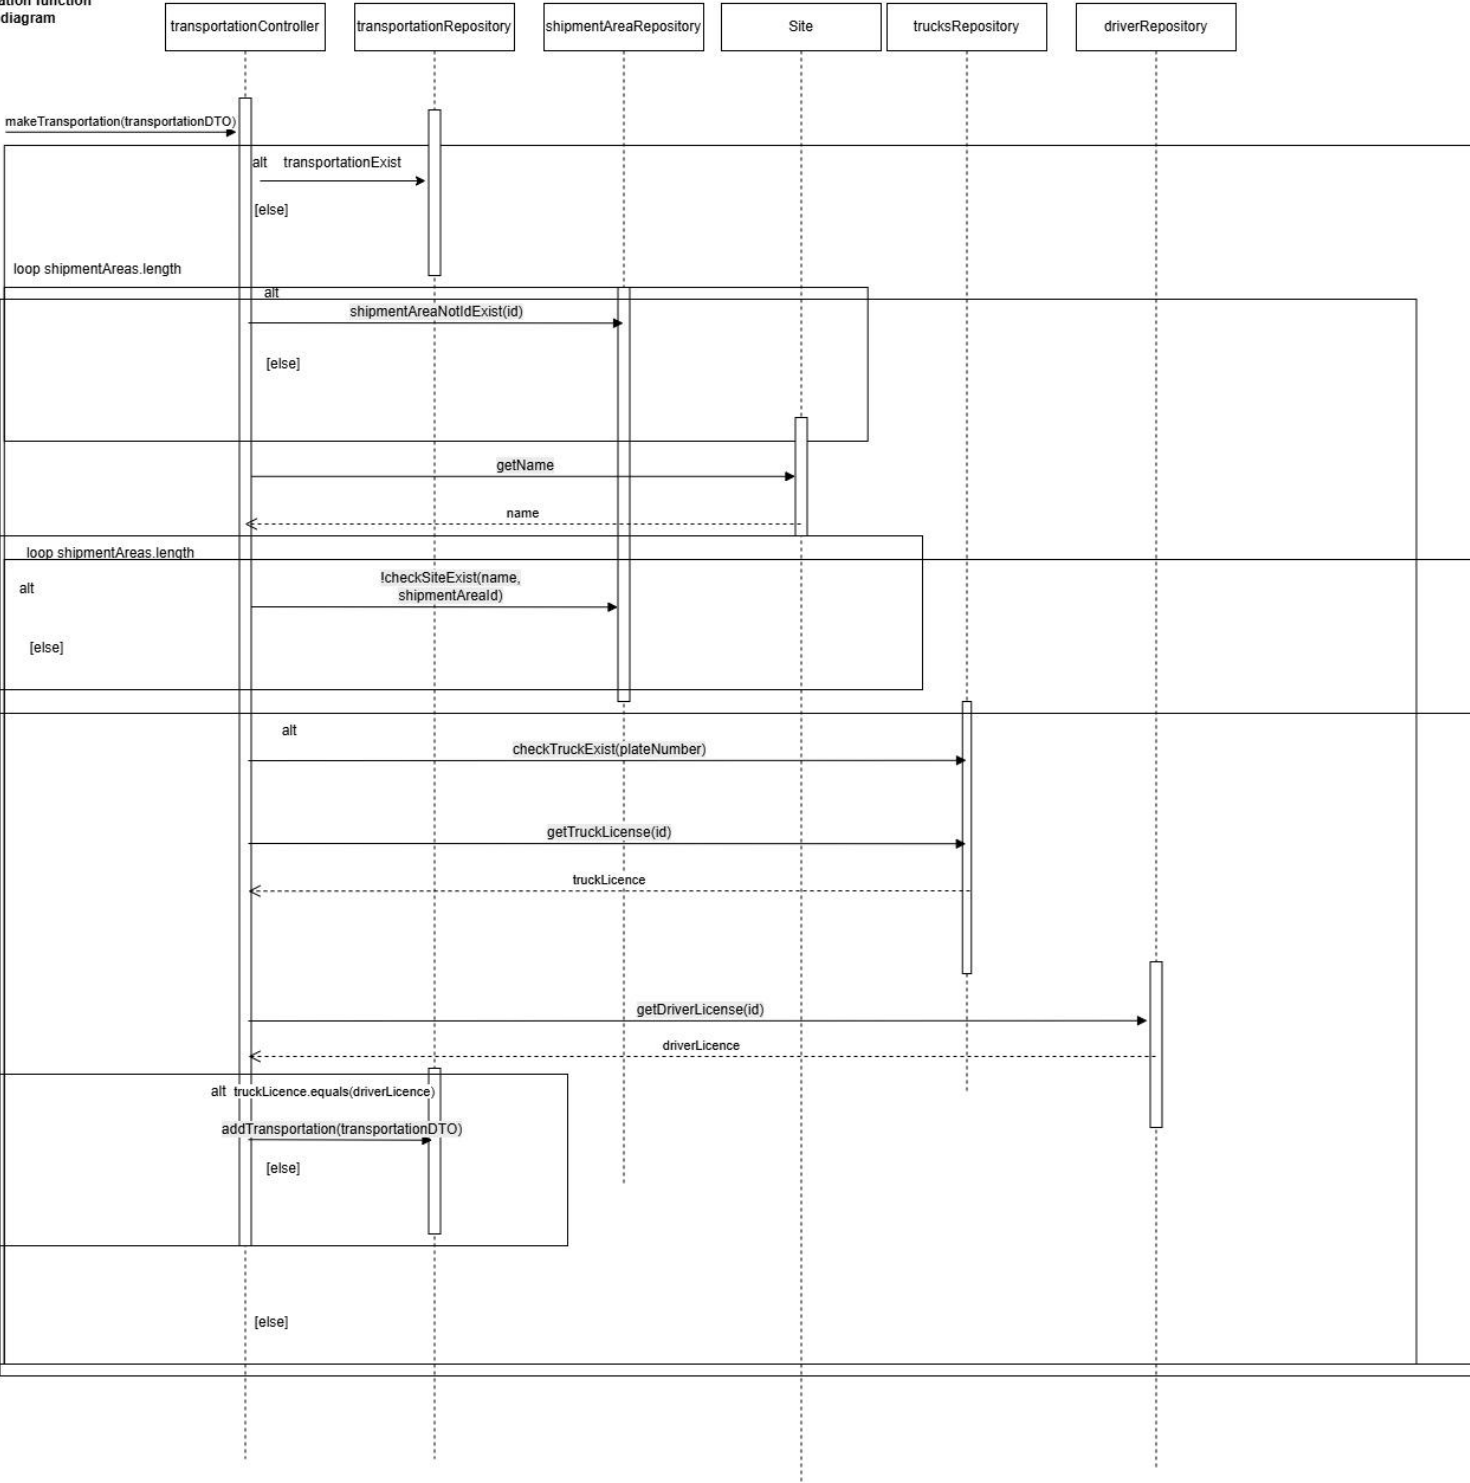 ation function
diagram
transportationController
transportationRepository
shipmentAreaRepository
Site
trucksRepository
driverRepository
makeTransportation(transportationDTO)
alt transportationExist
[else]
loop shipmentAreas.length
alt
shipmentAreaNotIdExist(id)
[else]
getName
name
loop shipmentAreas.length
alt
!checkSiteExist(name,
shipmentAreaId)
[else]
alt
checkTruckExist(plateNumber)
getTruckLicense(id)
truckLicence
getDriverLicense(id)
driverLicence
alt truckLicence.equals(driverLicence)
addTransportation(transportationDTO)
[else]
[else]